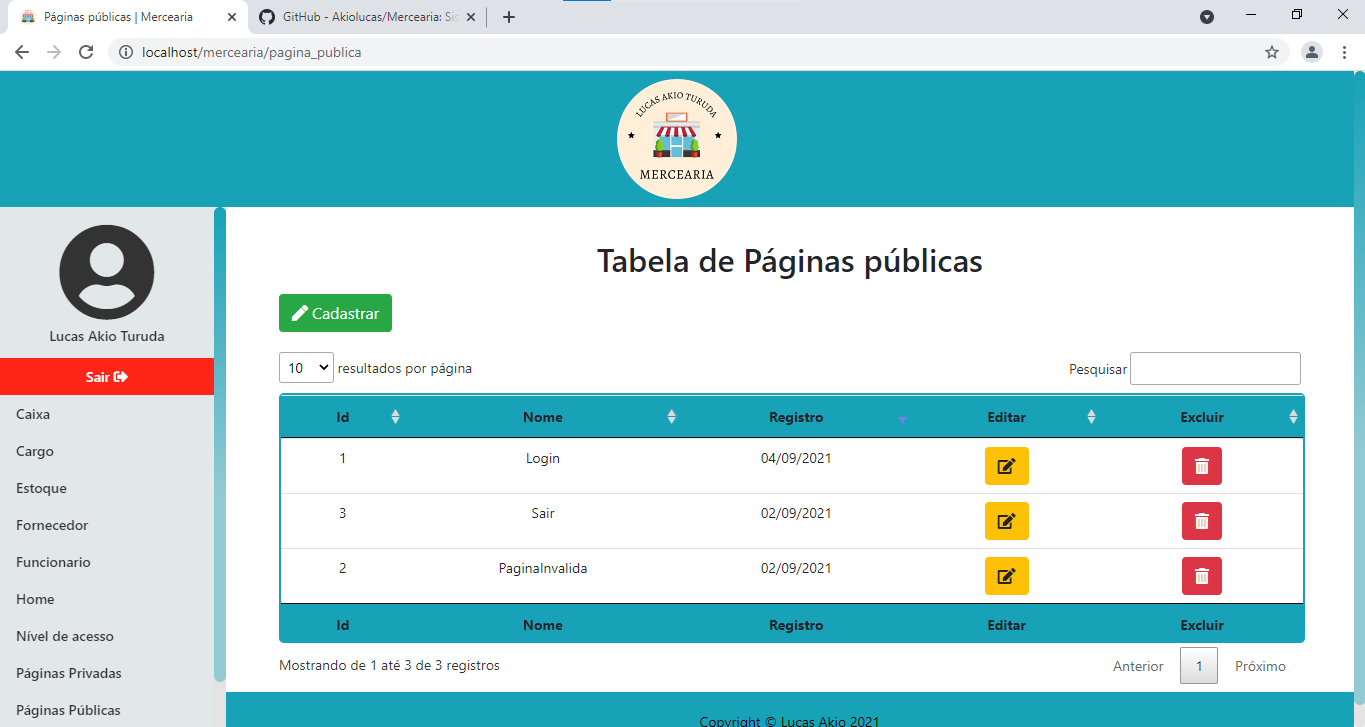 Páginas públicas | Mercearia
GitHub - Akiolucas/Mercearia: Sis
localhost/mercearia/pagina_publica
LUCAS AKIO TURUDA
MERCEARIA
Lucas Akio Turuda
Sair
Caixa
Cargo
Estoque
Fornecedor
Funcionario
Home
Nível de acesso
Páginas Privadas
Páginas Públicas
Tabela de Páginas públicas
Cadastrar
10 resultados por página
Pesquisar
Id Nome Registro Editar Excluir
1 Login 04/09/2021
3 Sair 02/09/2021
2 PaginaInvalida 02/09/2021
Id Nome Registro Editar Excluir
Mostrando de 1 até 3 de 3 registros
Anterior 1 Próximo
Copyright © Lucas Akio 2021